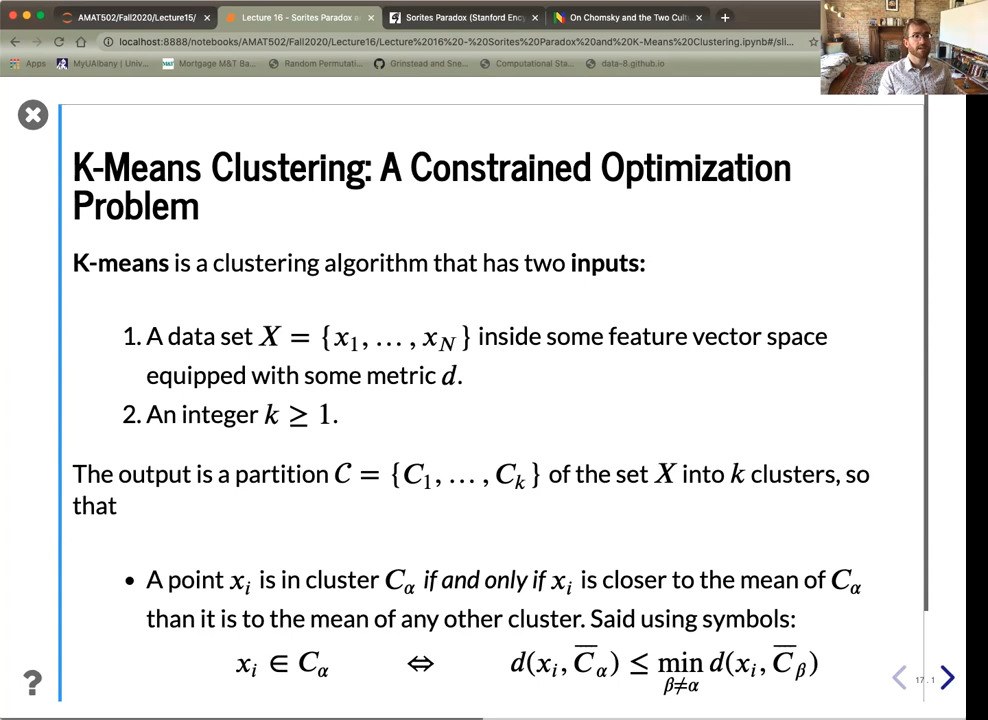 AMAT502/Fall2020/Lecture15/
Lecture 16 - Sorites Paradox a
Sorites Paradox (Stanford Enc
On Chomsky and the Two Cult
localhost:8888/notebooks/AMAT502/Fall2020/Lecture16/Lecture%2016%20-%20Sorites%20Paradox%20and%20K-Means%20Clustering.ipynb#/sli...
Apps
MyUAlbany | Univ...
Mortgage M&T Ba...
Random Permutati...
Grinstead and Sne...
Computational Sta...
data-8.github.io
K-Means Clustering: A Constrained Optimization
Problem
K-means is a clustering algorithm that has two inputs:
1. A data set X = {x₁, … , x_N} inside some feature vector space
equipped with some metric d.
2. An integer k ≥ 1.
The output is a partition 𝒞 = {C₁, … , C_k} of the set X into k clusters, so
that
• A point x_i is in cluster C_α if and only if x_i is closer to the mean of C_α
than it is to the mean of any other cluster. Said using symbols:
x_i ∈ C_α ⇔ d(x_i, C̅_α) ≤ min_{β≠α} d(x_i, C̅_β)
?
17.1